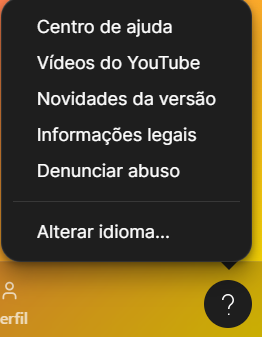 Centro de ajuda
Vídeos do YouTube
Novidades da versão
Informações legais
Denunciar abuso
Alterar idioma...
erfil
?